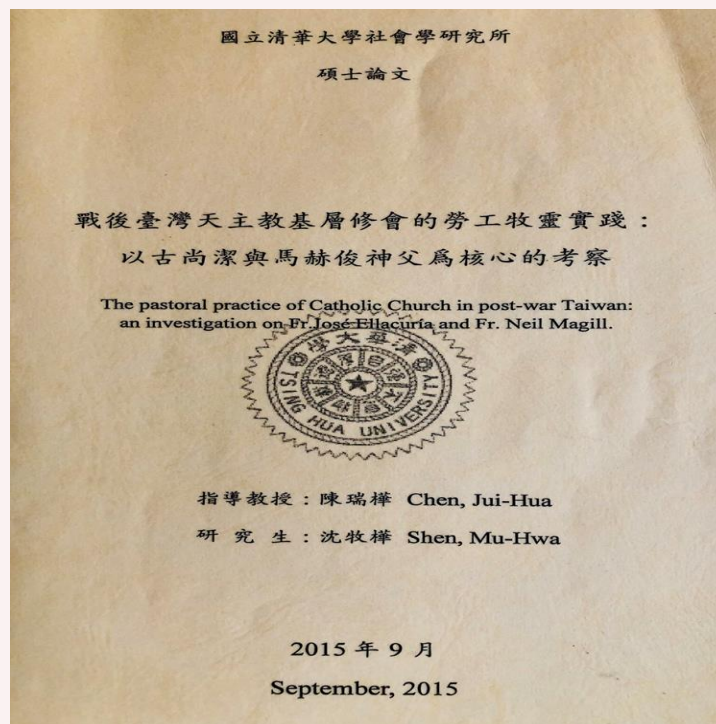 國立清華大學社會學研究所
碩士論文
戰後臺灣天主教基層修會的勞工牧靈實踐：
以古尚潔與馬赫俊神父爲核心的考察
The pastoral practice of Catholic Church in post-war Taiwan:
an investigation on Fr.José Ellacuría and Fr. Neil Magill.
學大華清
TSING HUA UNIVERSITY
指導教授：陳瑞樺 Chen, Jui-Hua
研 究 生：沈牧樺 Shen, Mu-Hwa
2015 年 9 月
September, 2015